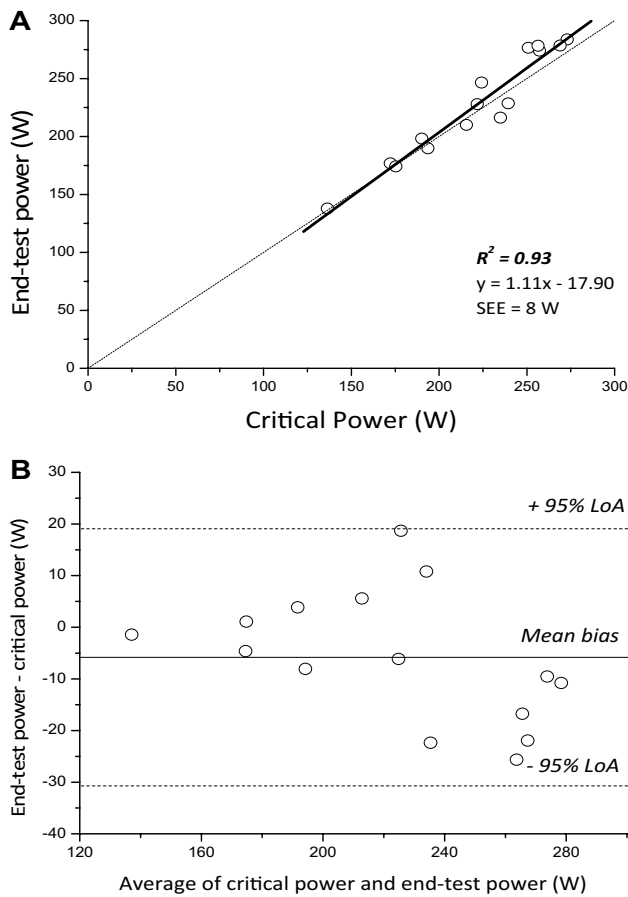 A
300
250
200
150
100
50
0
End-test power (W)
R² = 0.93
y = 1.11x - 17.90
SEE = 8 W
0 50 100 150 200 250 300
Critical Power (W)
B
30
20
10
0
-10
-20
-30
-40
End-test power - critical power (W)
+ 95% LoA
Mean bias
- 95% LoA
120 160 200 240 280
Average of critical power and end-test power (W)